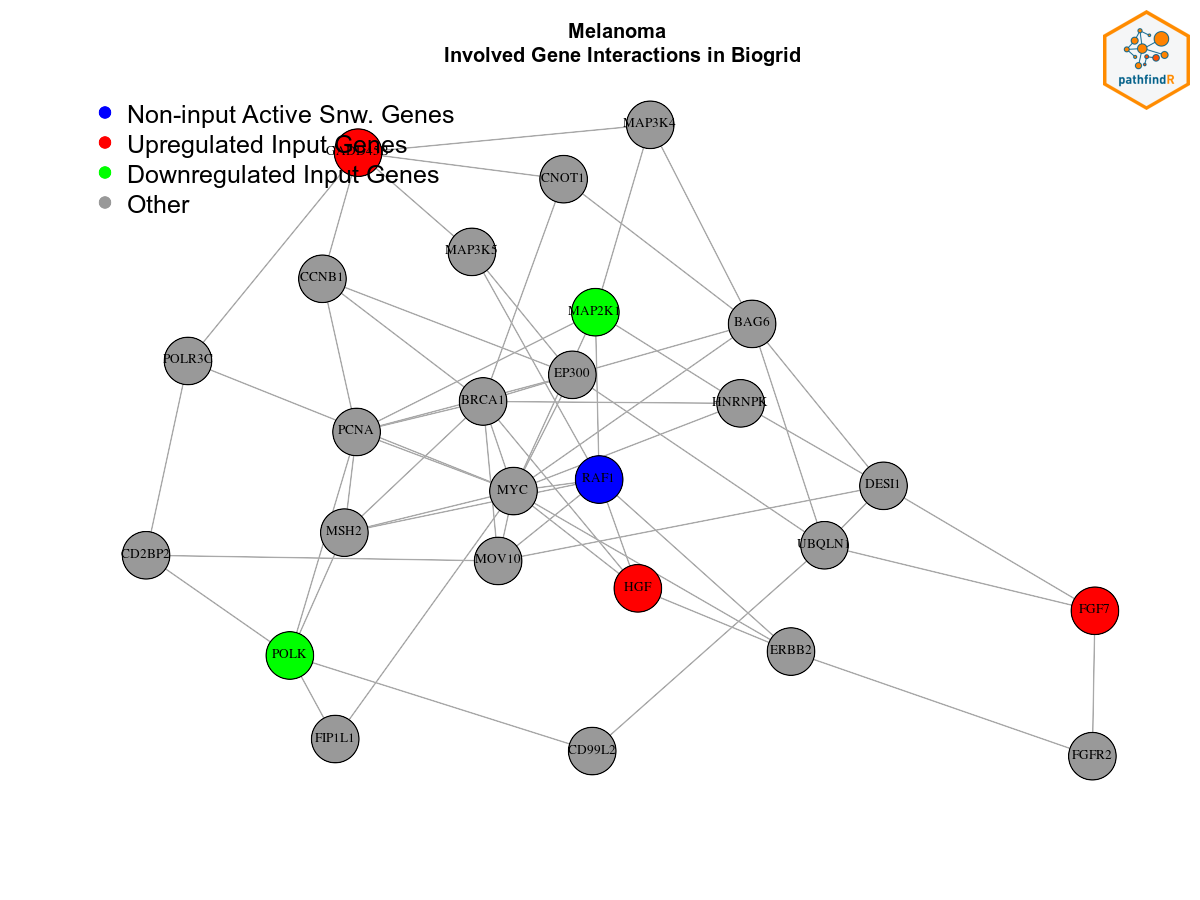 Melanoma
Involved Gene Interactions in Biogrid
pathfindR
Non-input Active Snw. Genes
Upregulated Input Genes
Downregulated Input Genes
Other
MAP3K4
CNOT1
MAP3K5
CCNB1
MAP2K1
BAG6
POLR3C
EP300
BRCA1
HNRNPK
PCNA
RAF1
MYC
DESI1
MSH2
UBQLN1
CD2BP2
MOV10
HGF
FGF7
POLK
ERBB2
FIP1L1
CD99L2
FGFR2